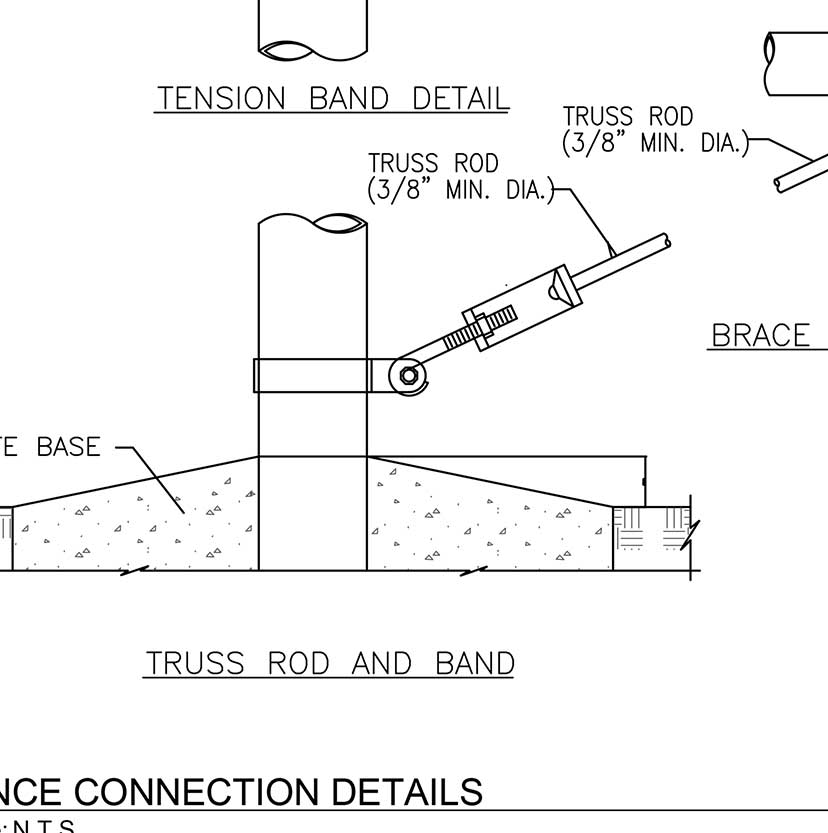 TENSION BAND DETAIL
TRUSS ROD
(3/8" MIN. DIA.)
TRUSS ROD
(3/8" MIN. DIA.)
BRACE
TE BASE
TRUSS ROD AND BAND
NCE CONNECTION DETAILS
: N.T.S.